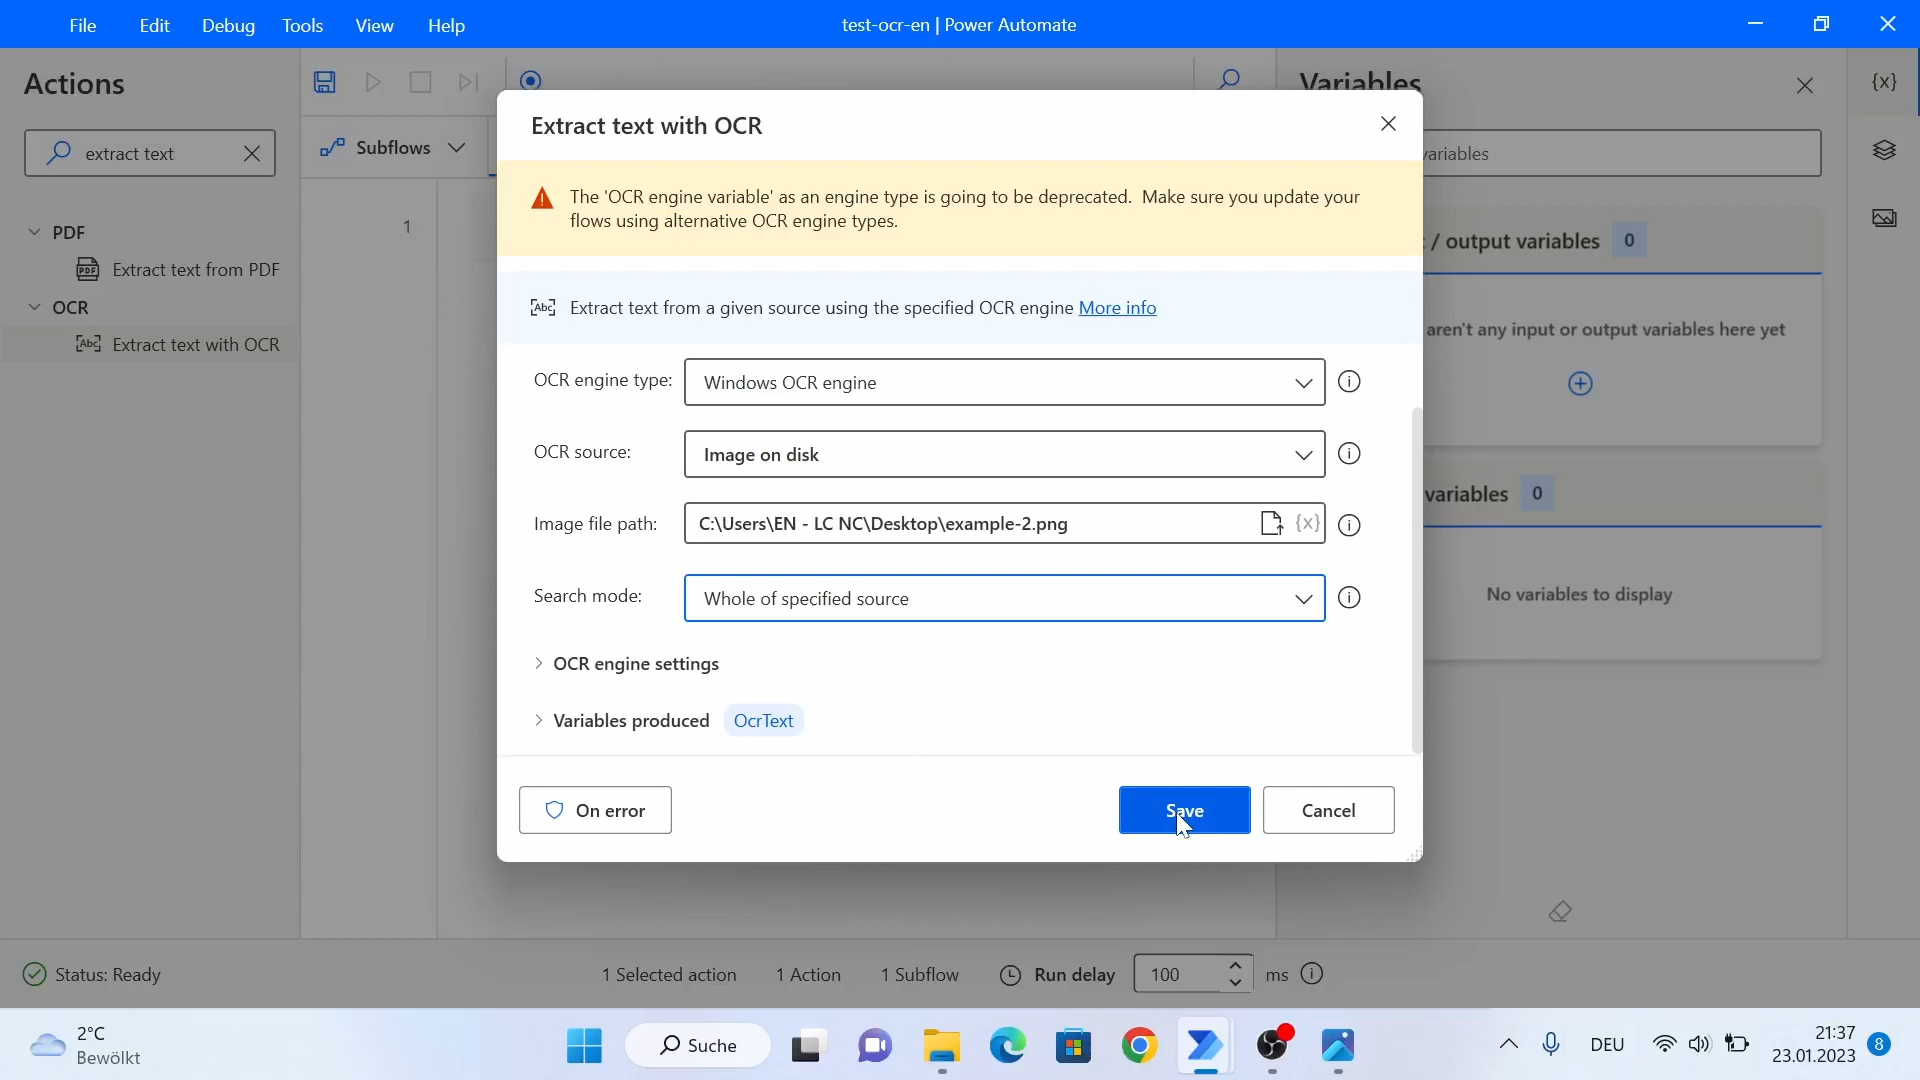 File Edit Debug Tools View Help
test-ocr-en | Power Automate
Actions
extract text
PDF
PDF Extract text from PDF
OCR
Abc Extract text with OCR
Subflows
1
Extract text with OCR
The 'OCR engine variable' as an engine type is going to be deprecated. Make sure you update your
flows using alternative OCR engine types.
Abc Extract text from a given source using the specified OCR engine More info
OCR engine type: Windows OCR engine
OCR source: Image on disk
Image file path: C:\Users\EN - LC NC\Desktop\example-2.png {x}
Search mode: Whole of specified source
OCR engine settings
Variables produced OcrText
On error Save Cancel
Variables
{x}
variables
/ output variables 0
aren't any input or output variables here yet
variables 0
No variables to display
Status: Ready 1 Selected action 1 Action 1 Subflow Run delay 100 ms
2°C
Bewölkt
Suche
DEU
21:37
23.01.2023
8